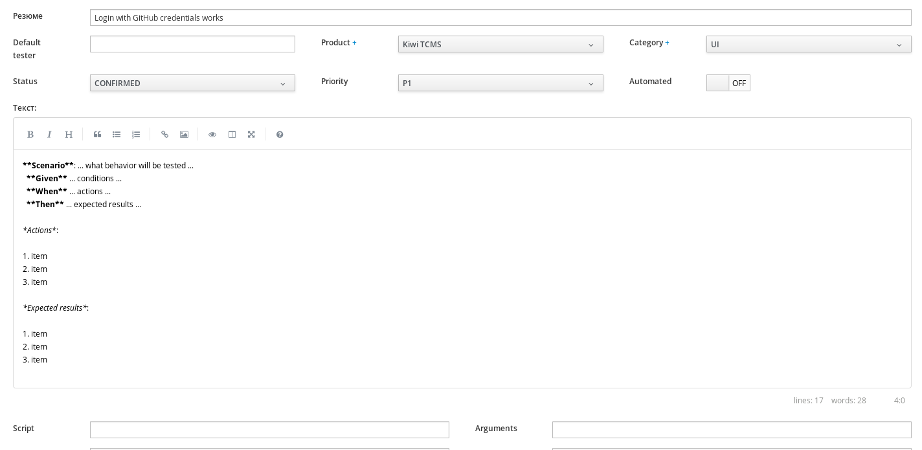 Резюме Login with GitHub credentials works
Default tester Product + Kiwi TCMS Category + UI
Status CONFIRMED Priority P1 Automated OFF
Текст:
B I H
**Scenario**: ... what behavior will be tested ...
**Given** ... conditions ...
**When** ... actions ...
**Then** ... expected results ...
*Actions*:
1. item
2. item
3. item
*Expected results*:
1. item
2. item
3. item
lines: 17 words: 28 4:0
Script Arguments